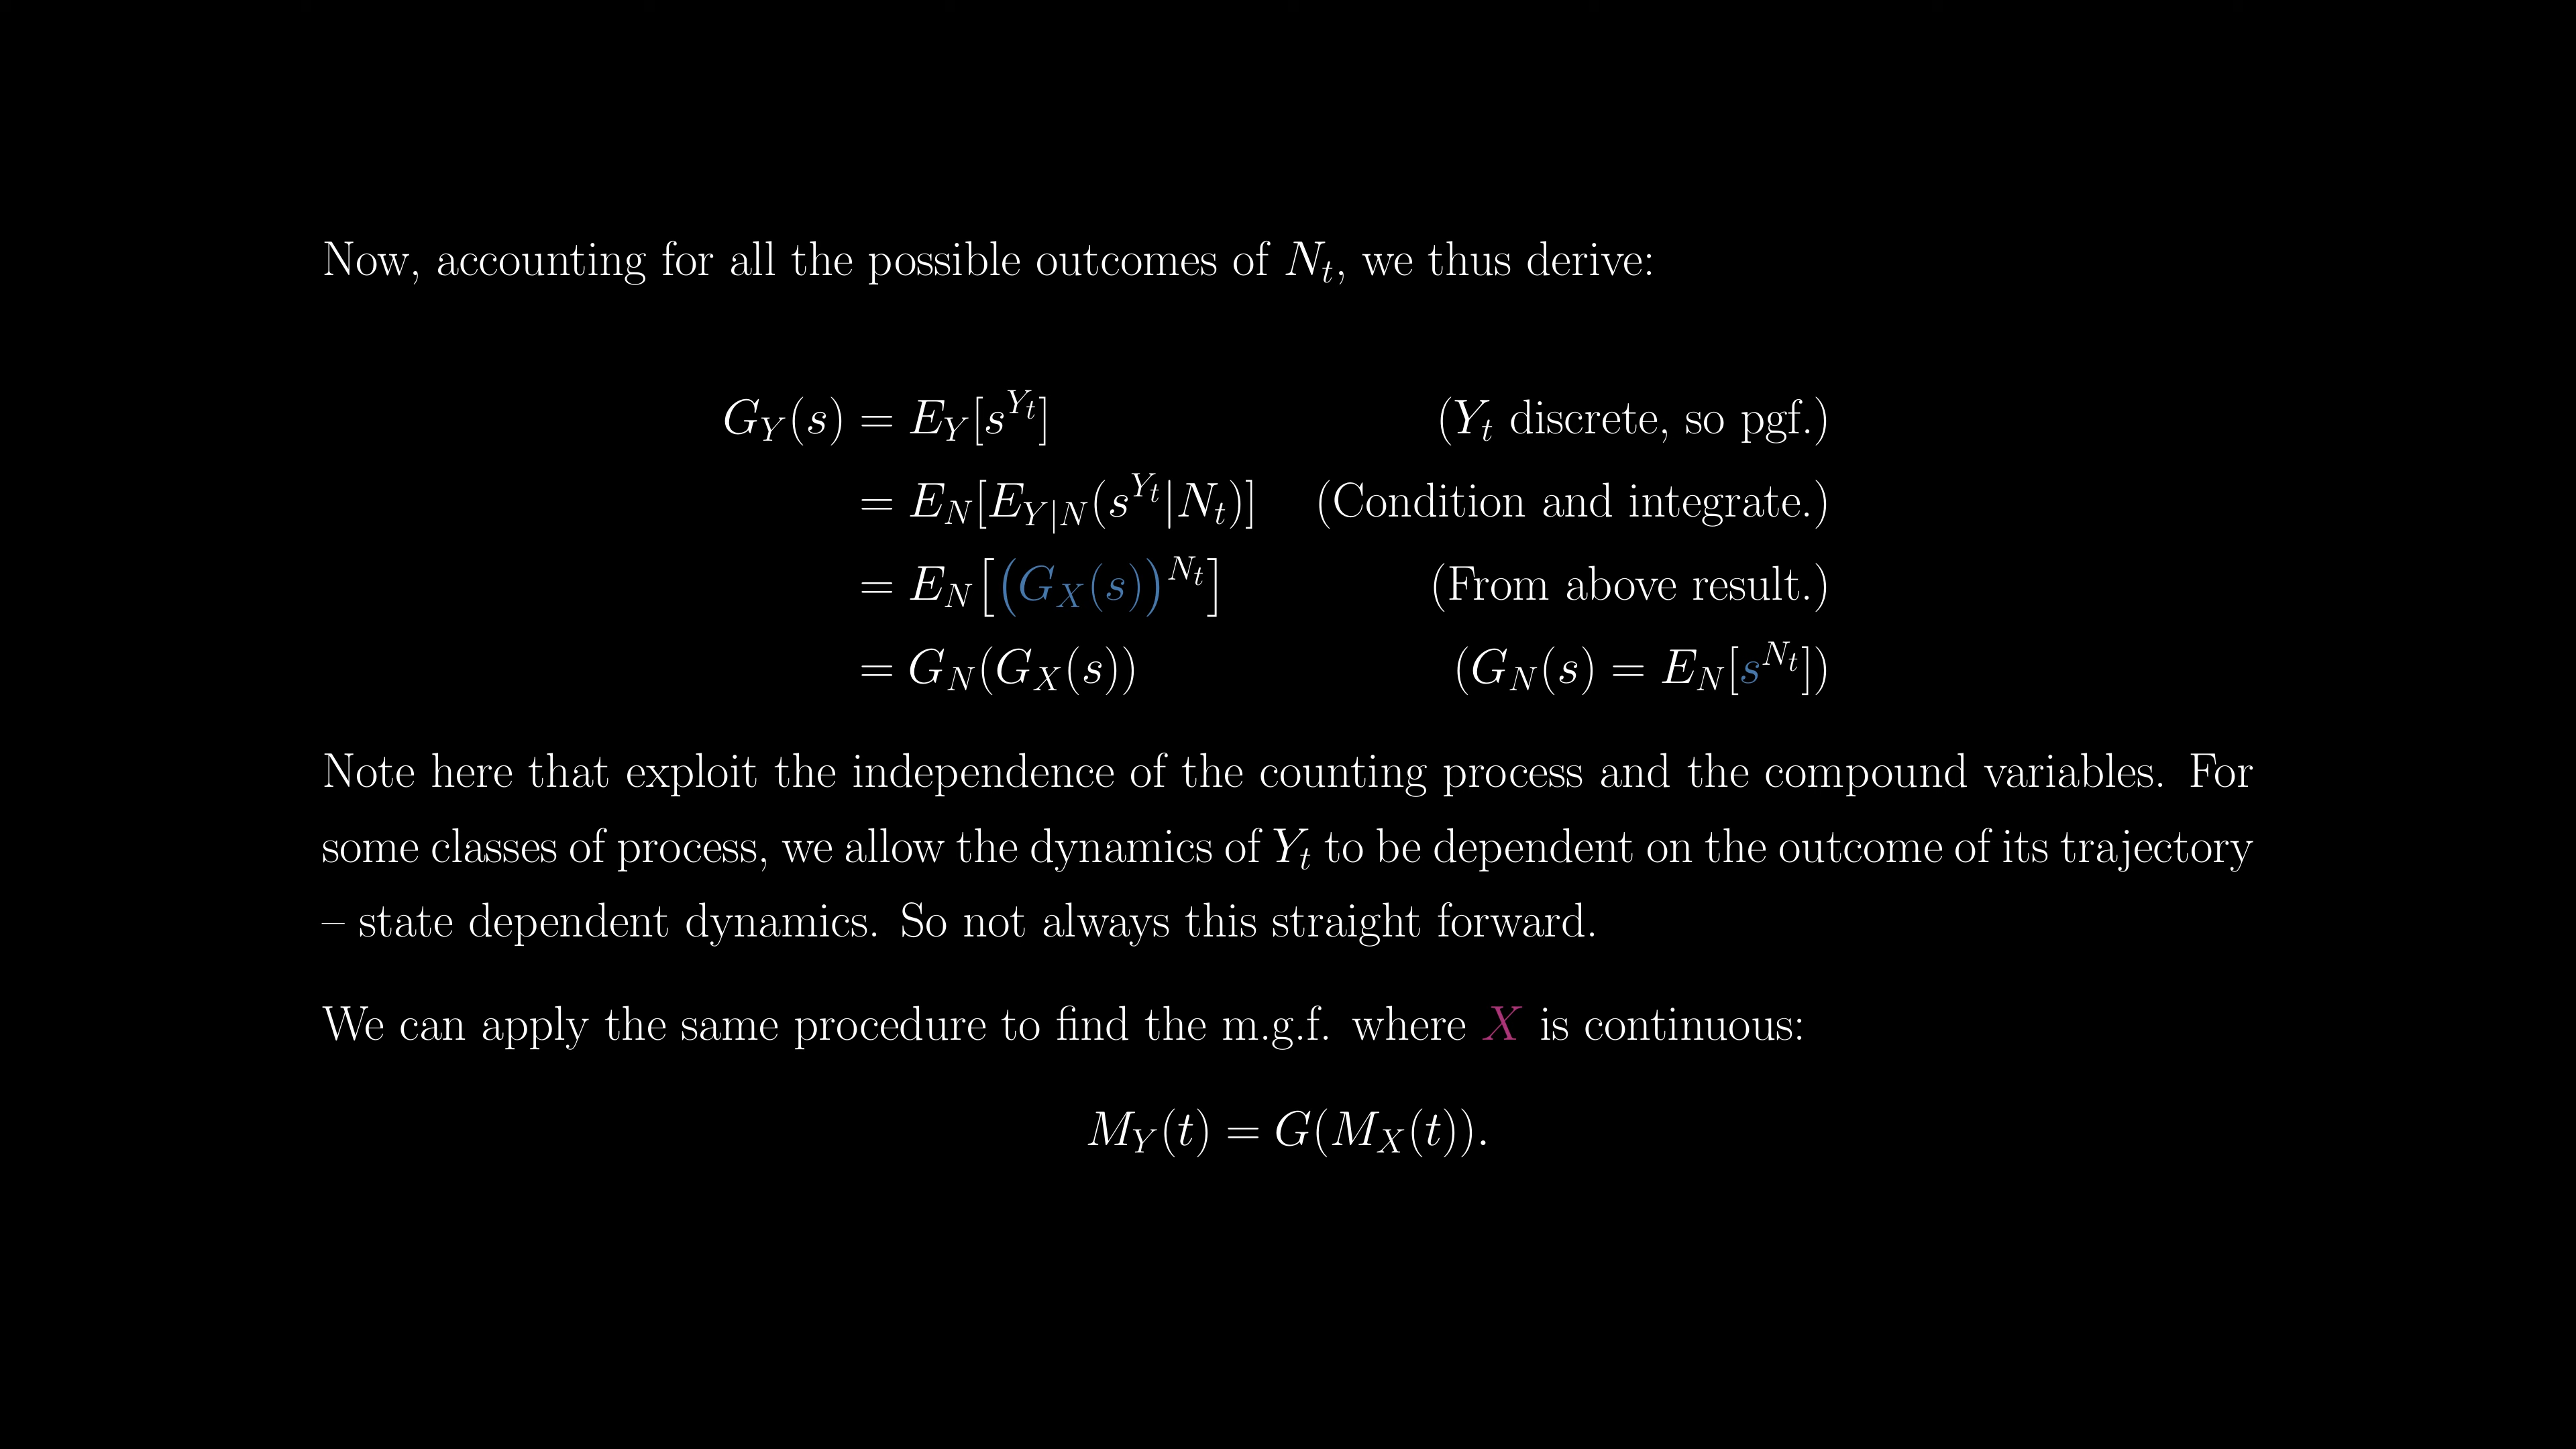 Now, accounting for all the possible outcomes of $N_t$, we thus derive:
$G_Y(s) = E_Y[s^{Y_t}]$ ($Y_t$ discrete, so pgf.)
$= E_N[E_{Y|N}(s^{Y_t}|N_t)]$ (Condition and integrate.)
$= E_N\left[\left(G_X(s)\right)^{N_t}\right]$ (From above result.)
$= G_N(G_X(s))$ ($G_N(s) = E_N[s^{N_t}]$)
Note here that exploit the independence of the counting process and the compound variables. For
some classes of process, we allow the dynamics of $Y_t$ to be dependent on the outcome of its trajectory
– state dependent dynamics. So not always this straight forward.
We can apply the same procedure to find the m.g.f. where $X$ is continuous:
$M_Y(t) = G(M_X(t)).$